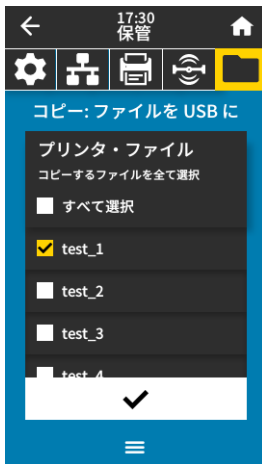 17:30
保管
コピー: ファイルを USB に
プリンタ・ファイル
コピーするファイルを全て選択
すべて選択
test_1
test_2
test_3
test_4